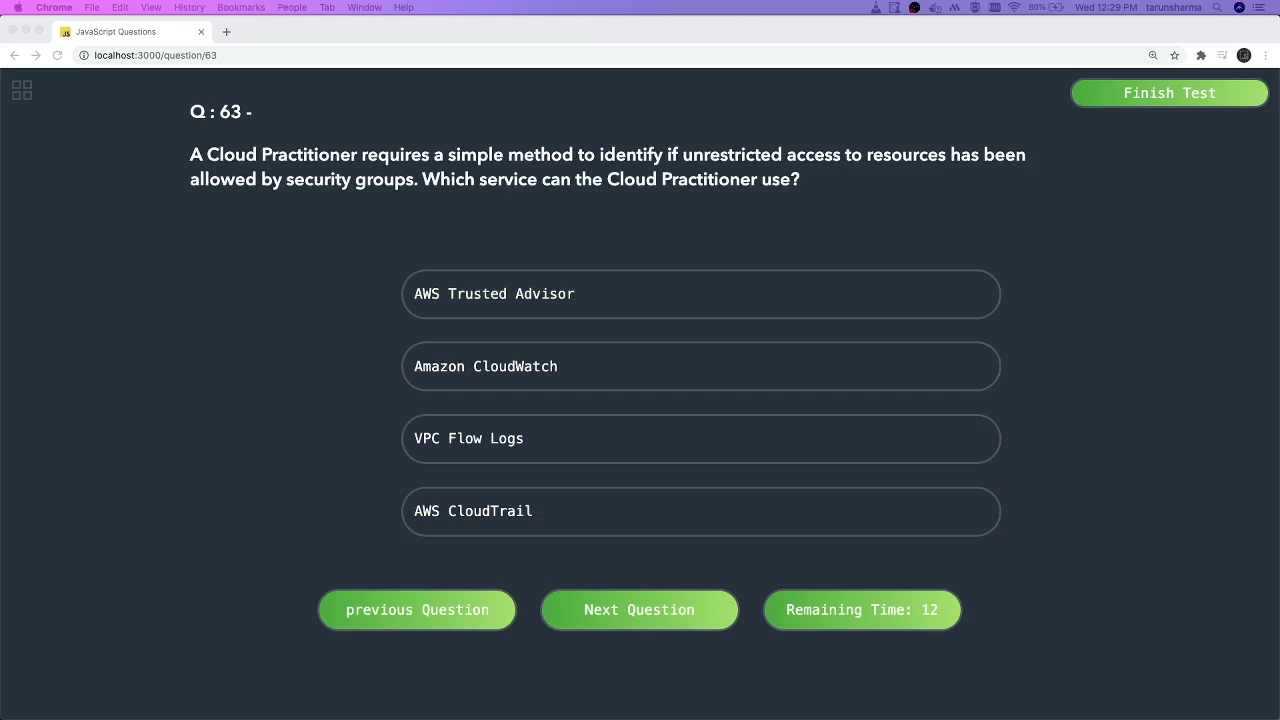 Chrome File Edit View History Bookmarks People Tab Window Help 80% Wed 12:29 PM tarunsharma
JS JavaScript Questions
localhost:3000/question/63
Finish Test
Q : 63 -
A Cloud Practitioner requires a simple method to identify if unrestricted access to resources has been
allowed by security groups. Which service can the Cloud Practitioner use?
AWS Trusted Advisor
Amazon CloudWatch
VPC Flow Logs
AWS CloudTrail
previous Question Next Question Remaining Time: 12